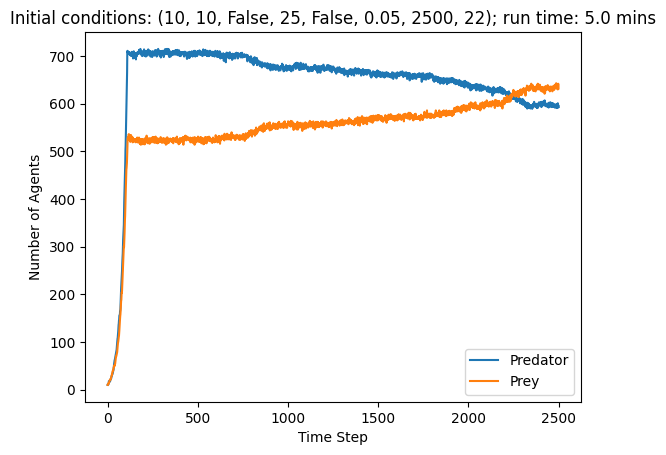 Initial conditions: (10, 10, False, 25, False, 0.05, 2500, 22); run time: 5.0 mins
700
600
500
400
300
200
100
0
Number of Agents
Predator
Prey
0 500 1000 1500 2000 2500
Time Step